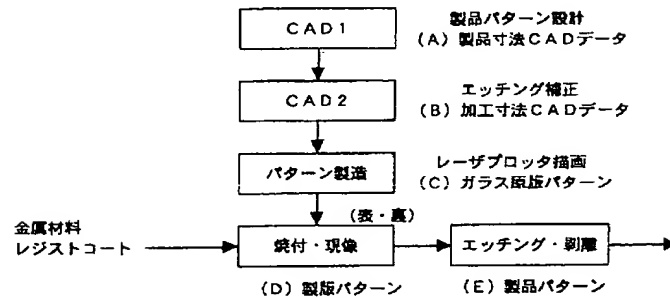 CAD1
製品パターン設計
(A) 製品寸法CADデータ
CAD2
エッチング補正
(B) 加工寸法CADデータ
パターン製造
レーザプロッタ描画
(C) ガラス原版パターン
(表・裏)
金属材料
レジストコート
焼付・現像
エッチング・剥離
(D) 製版パターン
(E) 製品パターン